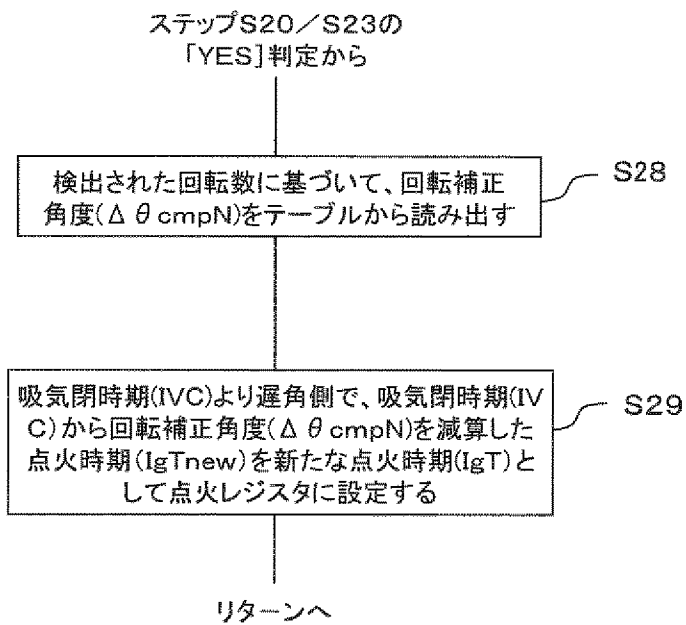 ステップS20／S23の
「YES]判定から
S28
検出された回転数に基づいて、回転補正
角度(ΔθcmpN)をテーブルから読み出す
S29
吸気閉時期(IVC)より遅角側で、吸気閉時期(IV
C)から回転補正角度(ΔθcmpN)を減算した
点火時期(IgTnew)を新たな点火時期(IgT)と
して点火レジスタに設定する
リターンへ